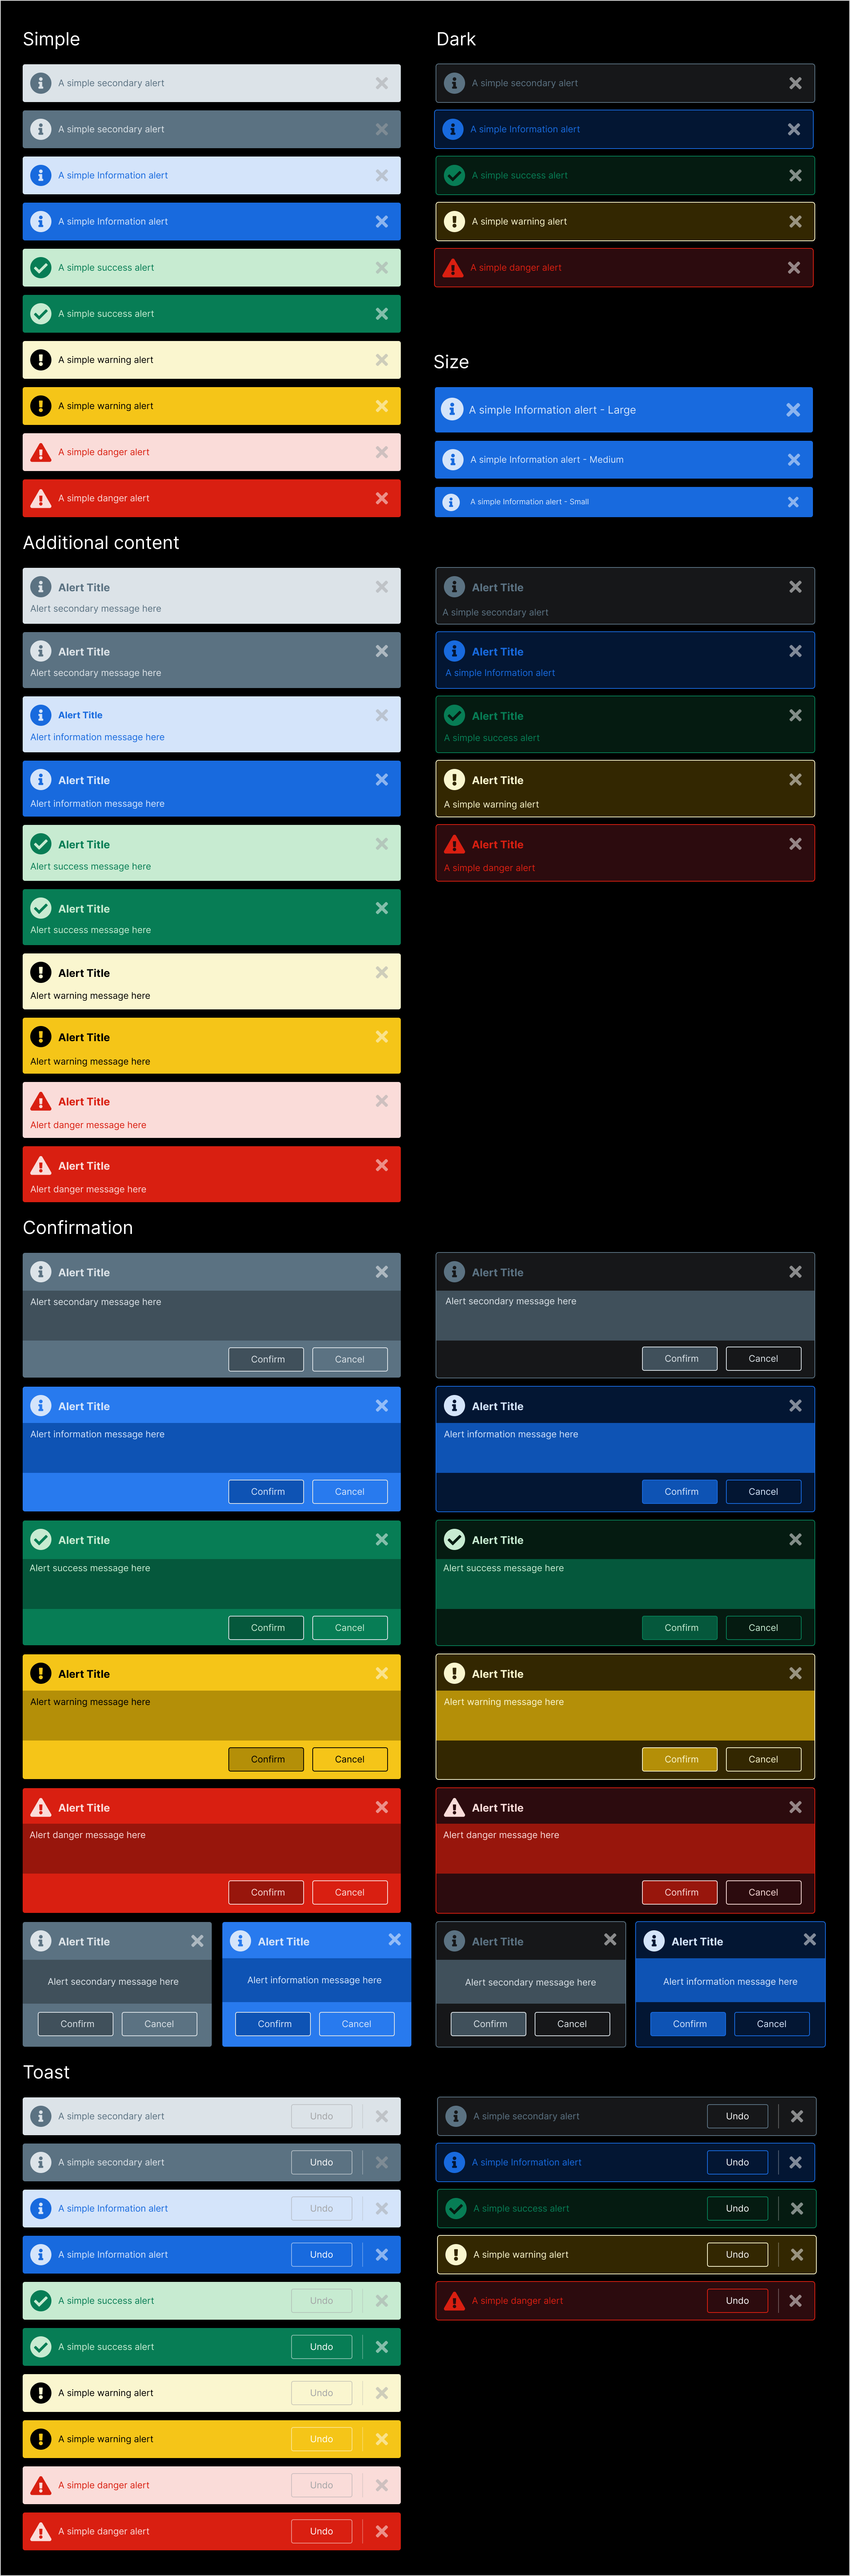 Simple
A simple secondary alert
A simple secondary alert
A simple Information alert
A simple Information alert
A simple success alert
A simple success alert
A simple warning alert
A simple warning alert
A simple danger alert
A simple danger alert
Dark
A simple secondary alert
A simple Information alert
A simple success alert
A simple warning alert
A simple danger alert
Size
A simple Information alert - Large
A simple Information alert - Medium
A simple Information alert - Small
Additional content
Alert Title
Alert secondary message here
Alert Title
Alert secondary message here
Alert Title
Alert information message here
Alert Title
Alert information message here
Alert Title
Alert success message here
Alert Title
Alert success message here
Alert Title
Alert warning message here
Alert Title
Alert warning message here
Alert Title
Alert danger message here
Alert Title
Alert danger message here
Alert Title
A simple secondary alert
Alert Title
A simple Information alert
Alert Title
A simple success alert
Alert Title
A simple warning alert
Alert Title
A simple danger alert
Confirmation
Alert Title
Alert secondary message here
Confirm Cancel
Alert Title
Alert information message here
Confirm Cancel
Alert Title
Alert success message here
Confirm Cancel
Alert Title
Alert warning message here
Confirm Cancel
Alert Title
Alert danger message here
Confirm Cancel
Alert Title
Alert secondary message here
Confirm Cancel
Alert Title
Alert information message here
Confirm Cancel
Alert Title
Alert secondary message here
Confirm Cancel
Alert Title
Alert information message here
Confirm Cancel
Alert Title
Alert success message here
Confirm Cancel
Alert Title
Alert warning message here
Confirm Cancel
Alert Title
Alert danger message here
Confirm Cancel
Alert Title
Alert secondary message here
Confirm Cancel
Alert Title
Alert information message here
Confirm Cancel
Toast
A simple secondary alert Undo
A simple secondary alert Undo
A simple Information alert Undo
A simple Information alert Undo
A simple success alert Undo
A simple success alert Undo
A simple warning alert Undo
A simple warning alert Undo
A simple danger alert Undo
A simple danger alert Undo
A simple secondary alert Undo
A simple Information alert Undo
A simple success alert Undo
A simple warning alert Undo
A simple danger alert Undo